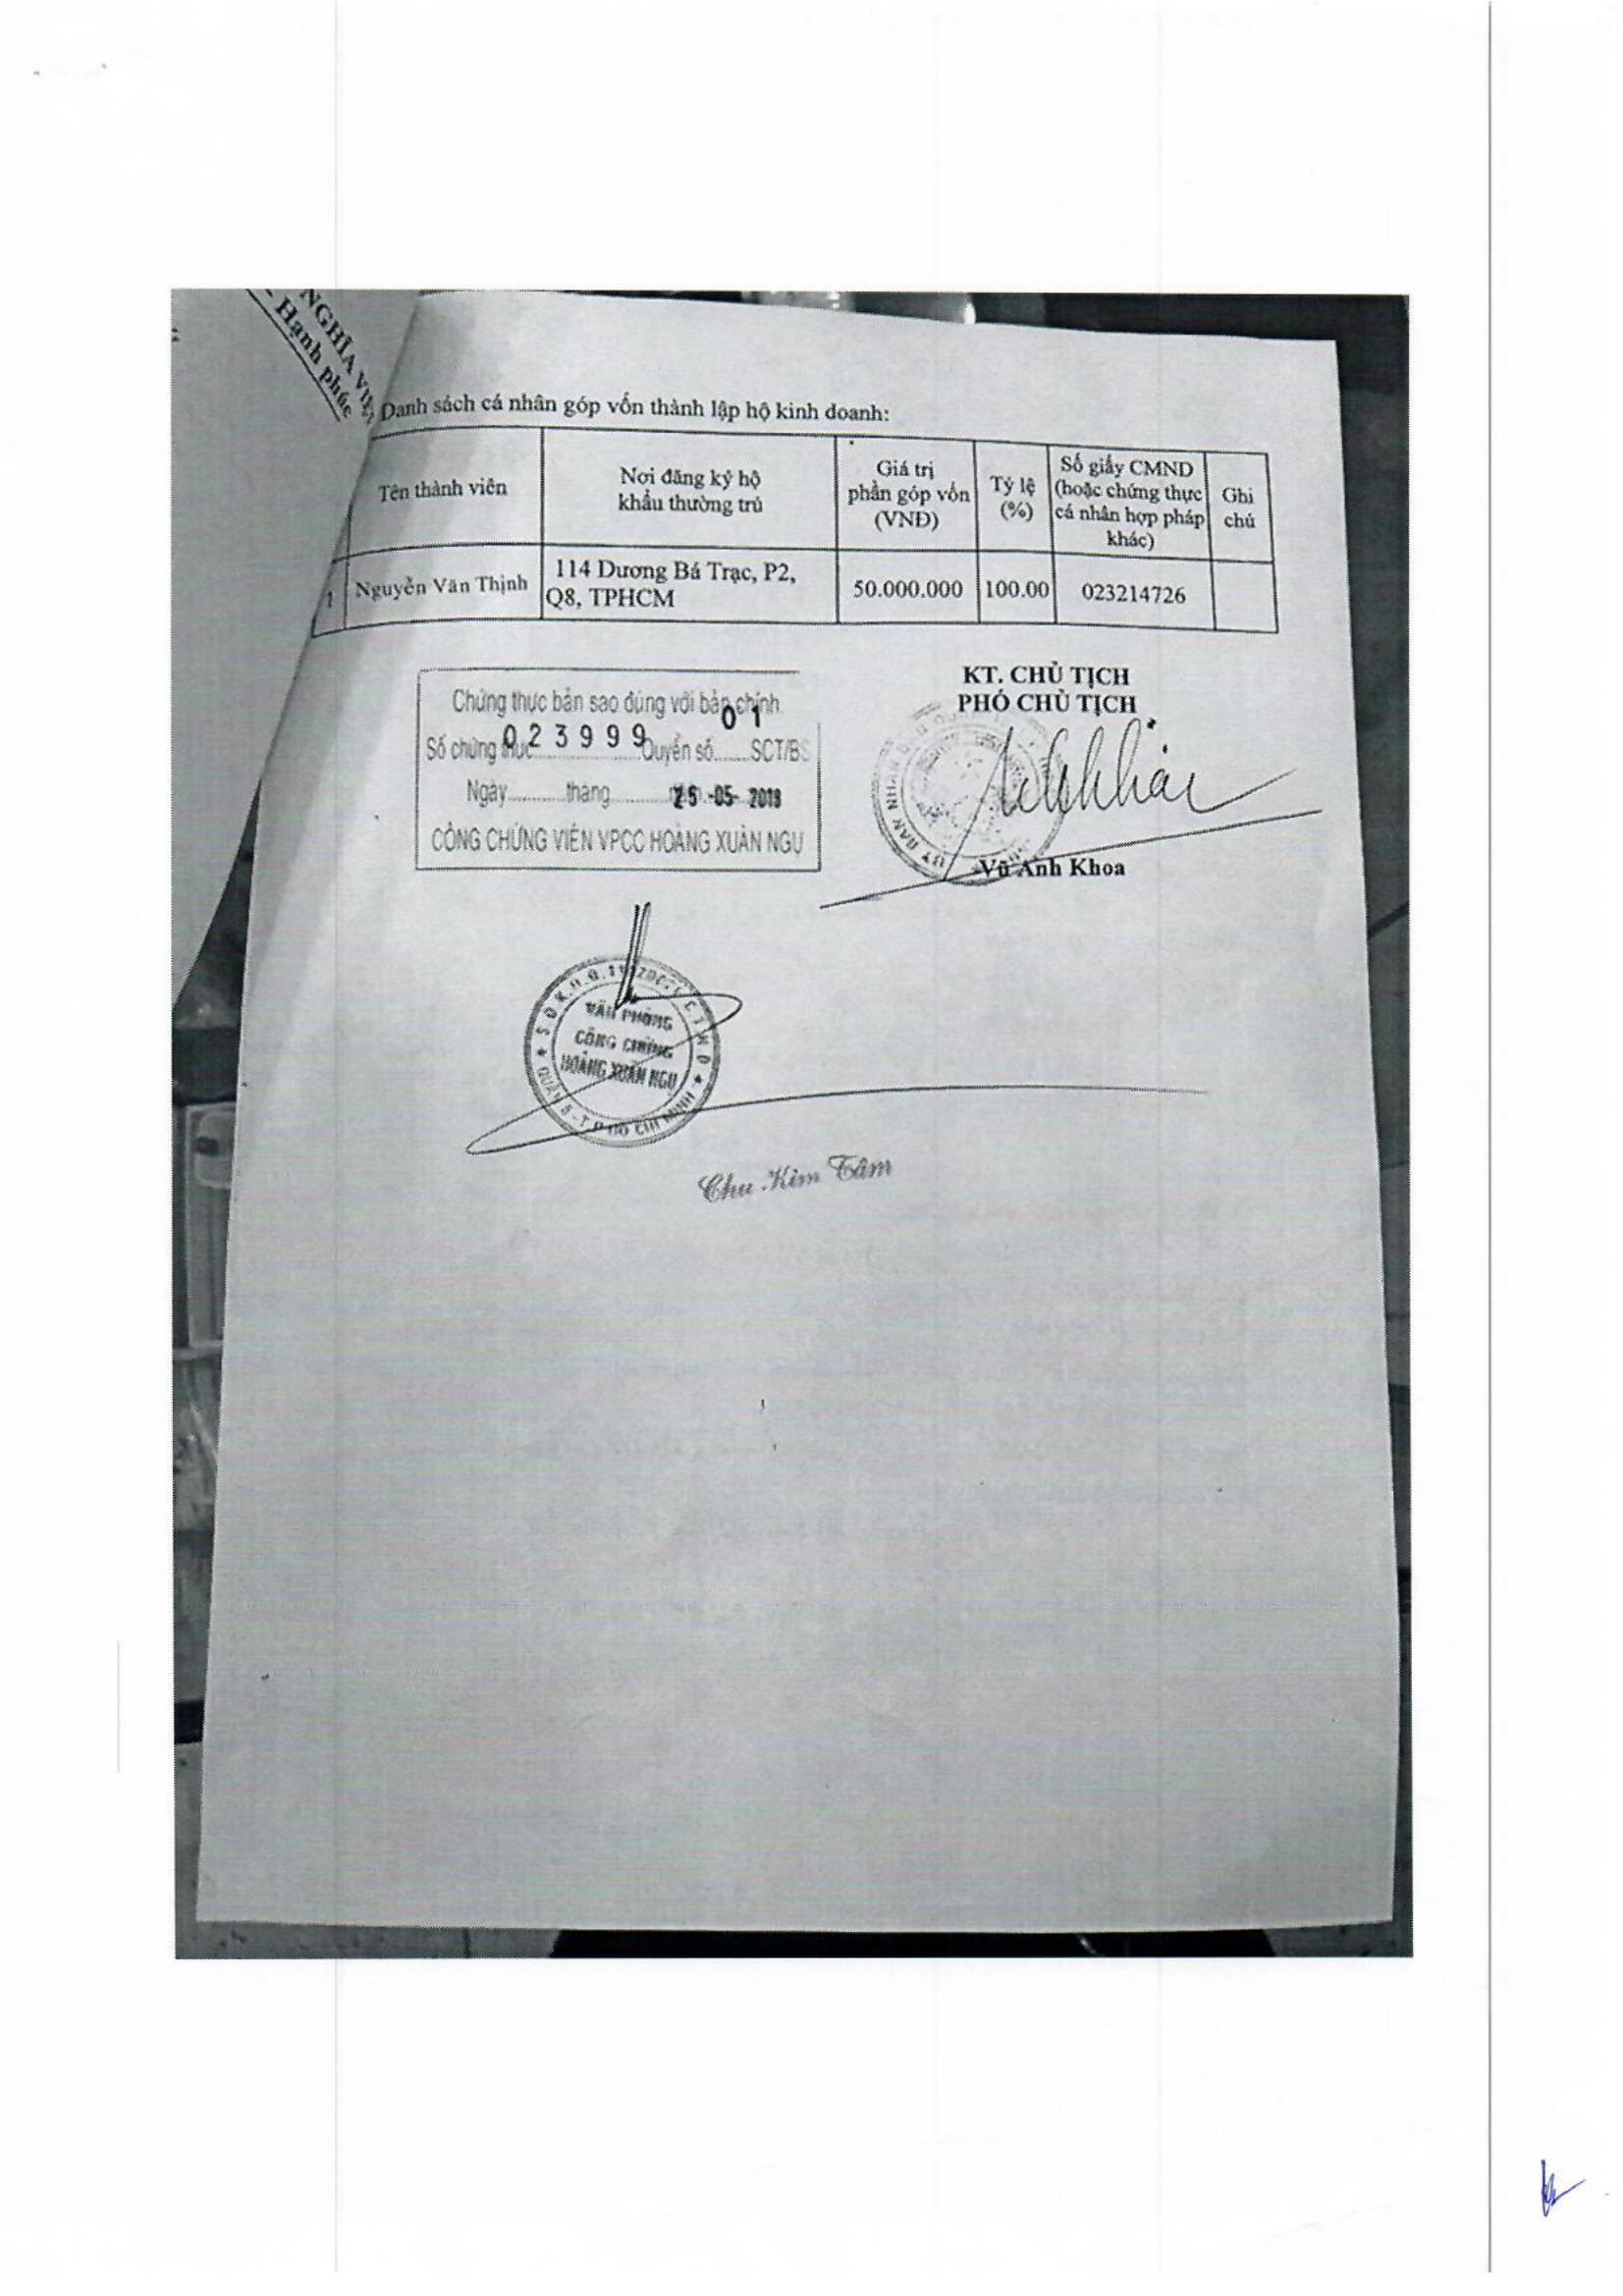 NGHĨA VIỆ
- Hạnh phúc
Danh sách cá nhân góp vốn thành lập hộ kinh doanh:
Tên thành viên
Nơi đăng ký hộ
khẩu thường trú
Giá trị
phần góp vốn
(VNĐ)
Tỷ lệ
(%)
Số giấy CMND
(hoặc chứng thực
cá nhân hợp pháp
khác)
Ghi
chú
1
Nguyễn Văn Thịnh
114 Dương Bá Trạc, P2,
Q8, TPHCM
50.000.000
100.00
023214726
KT. CHỦ TỊCH
PHÓ CHỦ TỊCH
Vũ Anh Khoa
Chứng thực bản sao đúng với bản chính
Số chứng thực 023999 Quyển số 01 SCT/BS
Ngày............tháng............ 25 -05- 2018
CÔNG CHỨNG VIÊN VPCC HOÀNG XUÂN NGỤ
VĂN PHÒNG
CÔNG CHỨNG
HOÀNG XUÂN NGỤ
QUẬN 5 - T.P HỒ CHÍ MINH
Chu Kim Tâm